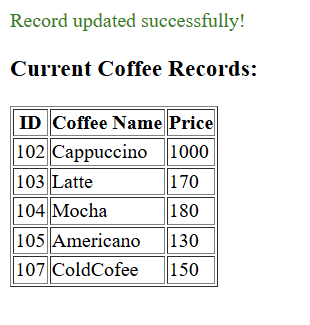 Record updated successfully!
Current Coffee Records:
ID Coffee Name Price
102 Cappuccino 1000
103 Latte 170
104 Mocha 180
105 Americano 130
107 ColdCofee 150